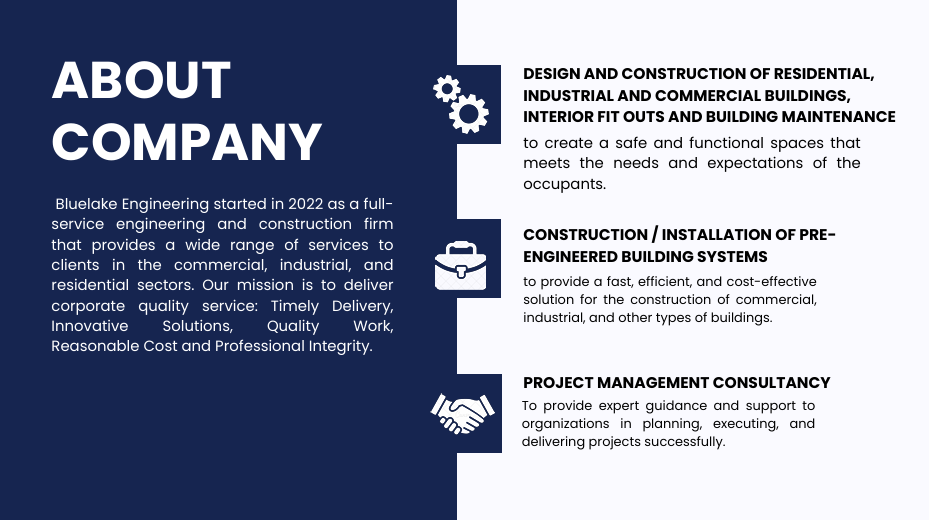 ABOUT
COMPANY
Bluelake Engineering started in 2022 as a full-
service engineering and construction firm
that provides a wide range of services to
clients in the commercial, industrial, and
residential sectors. Our mission is to deliver
corporate quality service: Timely Delivery,
Innovative Solutions, Quality Work,
Reasonable Cost and Professional Integrity.
DESIGN AND CONSTRUCTION OF RESIDENTIAL,
INDUSTRIAL AND COMMERCIAL BUILDINGS,
INTERIOR FIT OUTS AND BUILDING MAINTENANCE
to create a safe and functional spaces that
meets the needs and expectations of the
occupants.
CONSTRUCTION / INSTALLATION OF PRE-
ENGINEERED BUILDING SYSTEMS
to provide a fast, efficient, and cost-effective
solution for the construction of commercial,
industrial, and other types of buildings.
PROJECT MANAGEMENT CONSULTANCY
To provide expert guidance and support to
organizations in planning, executing, and
delivering projects successfully.